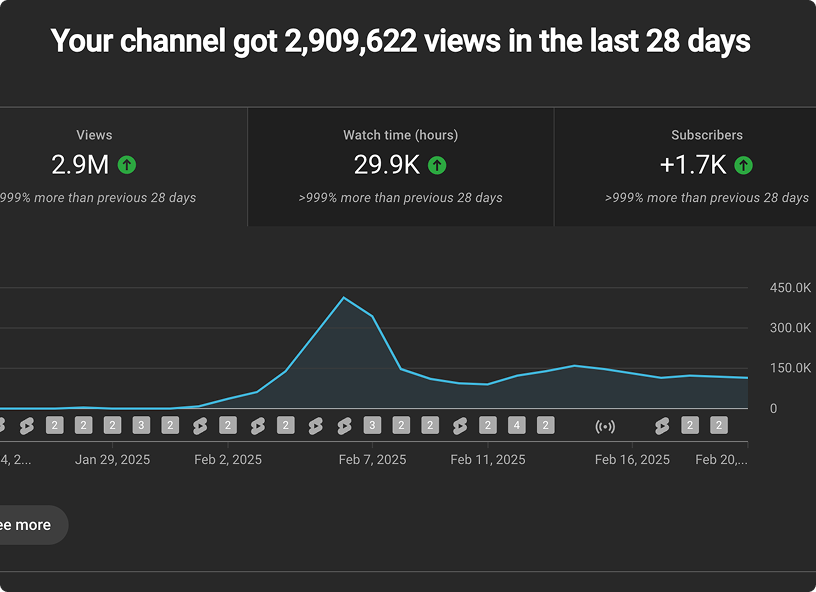 Your channel got 2,909,622 views in the last 28 days
Views
2.9M
999% more than previous 28 days
Watch time (hours)
29.9K
>999% more than previous 28 days
Subscribers
+1.7K
>999% more than previous 28 days
450.0K
300.0K
150.0K
0
2 2 2 3 2 2 2 3 2 2 2 4 2 2 2
4, 2... Jan 29, 2025 Feb 2, 2025 Feb 7, 2025 Feb 11, 2025 Feb 16, 2025 Feb 20,...
ee more